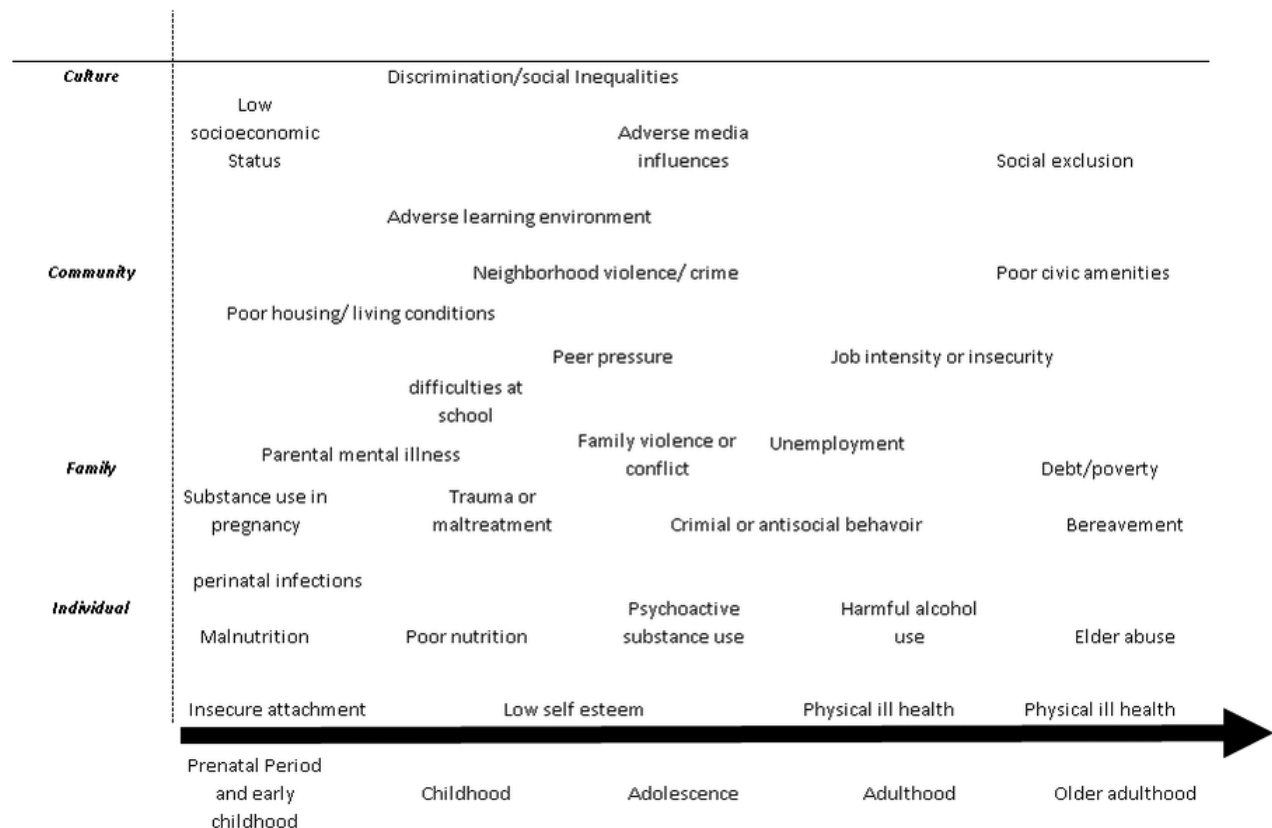 Culture Discrimination/social Inequalities
Low
socioeconomic Adverse media
Status influences Social exclusion
Adverse learning environment
Community Neighborhood violence/ crime Poor civic amenities
Poor housing/ living conditions
Peer pressure Job intensity or insecurity
difficulties at
school
Family violence or Unemployment
Parental mental illness conflict
Family Debt/poverty
Substance use in Trauma or
pregnancy maltreatment Crimial or antisocial behavoir Bereavement
perinatal infections
Individual Psychoactive Harmful alcohol
Malnutrition Poor nutrition substance use use Elder abuse
Insecure attachment Low self esteem Physical ill health Physical ill health
Prenatal Period
and early Childhood Adolescence Adulthood Older adulthood
childhood